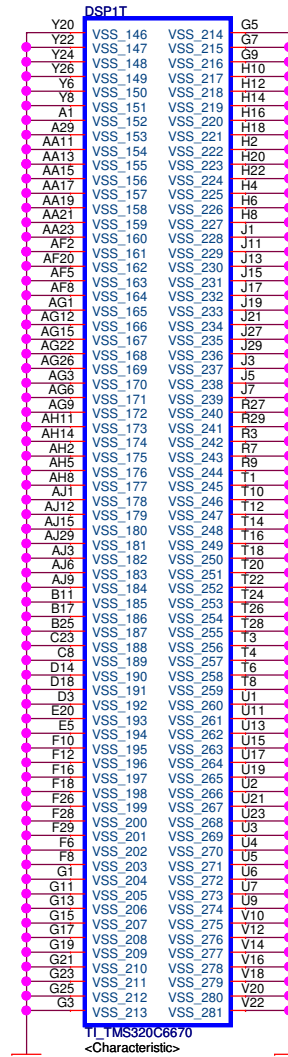 DSP1T
Y20 VSS_146 VSS_214 G5
Y22 VSS_147 VSS_215 G7
Y24 VSS_148 VSS_216 G9
Y26 VSS_149 VSS_217 H10
Y6 VSS_150 VSS_218 H12
Y8 VSS_151 VSS_219 H14
A1 VSS_152 VSS_220 H16
A29 VSS_153 VSS_221 H18
AA11 VSS_154 VSS_222 H2
AA13 VSS_155 VSS_223 H20
AA15 VSS_156 VSS_224 H22
AA17 VSS_157 VSS_225 H4
AA19 VSS_158 VSS_226 H6
AA21 VSS_159 VSS_227 H8
AA23 VSS_160 VSS_228 J1
AF2 VSS_161 VSS_229 J11
AF20 VSS_162 VSS_230 J13
AF5 VSS_163 VSS_231 J15
AF8 VSS_164 VSS_232 J17
AG1 VSS_165 VSS_233 J19
AG12 VSS_166 VSS_234 J21
AG15 VSS_167 VSS_235 J27
AG22 VSS_168 VSS_236 J29
AG26 VSS_169 VSS_237 J3
AG3 VSS_170 VSS_238 J5
AG6 VSS_171 VSS_239 J7
AG9 VSS_172 VSS_240 R27
AH11 VSS_173 VSS_241 R29
AH14 VSS_174 VSS_242 R3
AH2 VSS_175 VSS_243 R7
AH5 VSS_176 VSS_244 R9
AH8 VSS_177 VSS_245 T1
AJ1 VSS_178 VSS_246 T10
AJ12 VSS_179 VSS_247 T12
AJ15 VSS_180 VSS_248 T14
AJ29 VSS_181 VSS_249 T16
AJ3 VSS_182 VSS_250 T18
AJ6 VSS_183 VSS_251 T20
AJ9 VSS_184 VSS_252 T22
B11 VSS_185 VSS_253 T24
B17 VSS_186 VSS_254 T26
B25 VSS_187 VSS_255 T28
C23 VSS_188 VSS_256 T3
C8 VSS_189 VSS_257 T4
D14 VSS_190 VSS_258 T6
D18 VSS_191 VSS_259 T8
D3 VSS_192 VSS_260 U1
E20 VSS_193 VSS_261 U11
E5 VSS_194 VSS_262 U13
F10 VSS_195 VSS_263 U15
F12 VSS_196 VSS_264 U17
F16 VSS_197 VSS_265 U19
F18 VSS_198 VSS_266 U2
F26 VSS_199 VSS_267 U21
F28 VSS_200 VSS_268 U23
F29 VSS_201 VSS_269 U3
F6 VSS_202 VSS_270 U4
F8 VSS_203 VSS_271 U5
G1 VSS_204 VSS_272 U6
G11 VSS_205 VSS_273 U7
G13 VSS_206 VSS_274 U9
G15 VSS_207 VSS_275 V10
G17 VSS_208 VSS_276 V12
G19 VSS_209 VSS_277 V14
G21 VSS_210 VSS_278 V16
G23 VSS_211 VSS_279 V18
G25 VSS_212 VSS_280 V20
G3 VSS_213 VSS_281 V22
TI_TMS320C6670
<Characteristic>